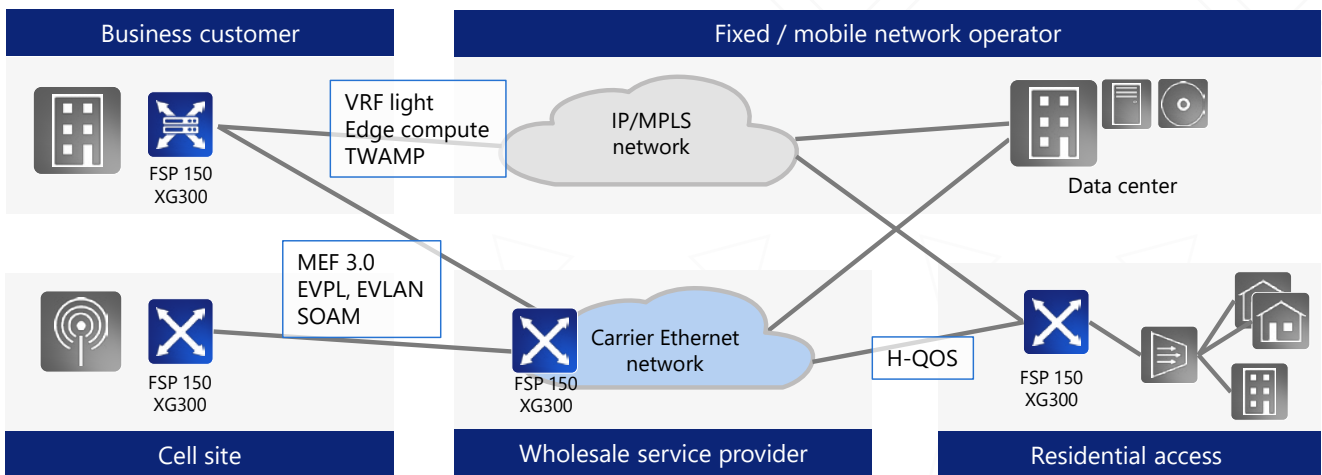 Business customer
Fixed / mobile network operator
VRF light
Edge compute
TWAMP
IP/MPLS
network
FSP 150
XG300
Data center
MEF 3.0
EVPL, EVLAN
SOAM
Carrier Ethernet
network
H-QOS
FSP 150
XG300
FSP 150
XG300
FSP 150
XG300
Cell site
Wholesale service provider
Residential access